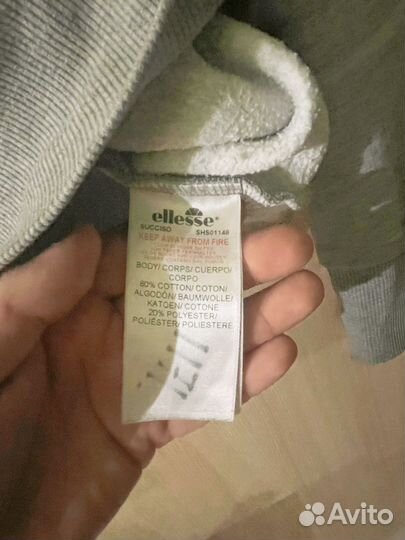 ellesse®
SUCCISO SHS01148
KEEP AWAY FROM FIRE
BODY/CORPS/CUERPO/
CORPO
80% COTTON/COTON/
ALGODÓN/BAUMWOLLE/
KATOEN/COTONE
20% POLYESTER/
POLIÉSTER/POLIESTERE
Avito